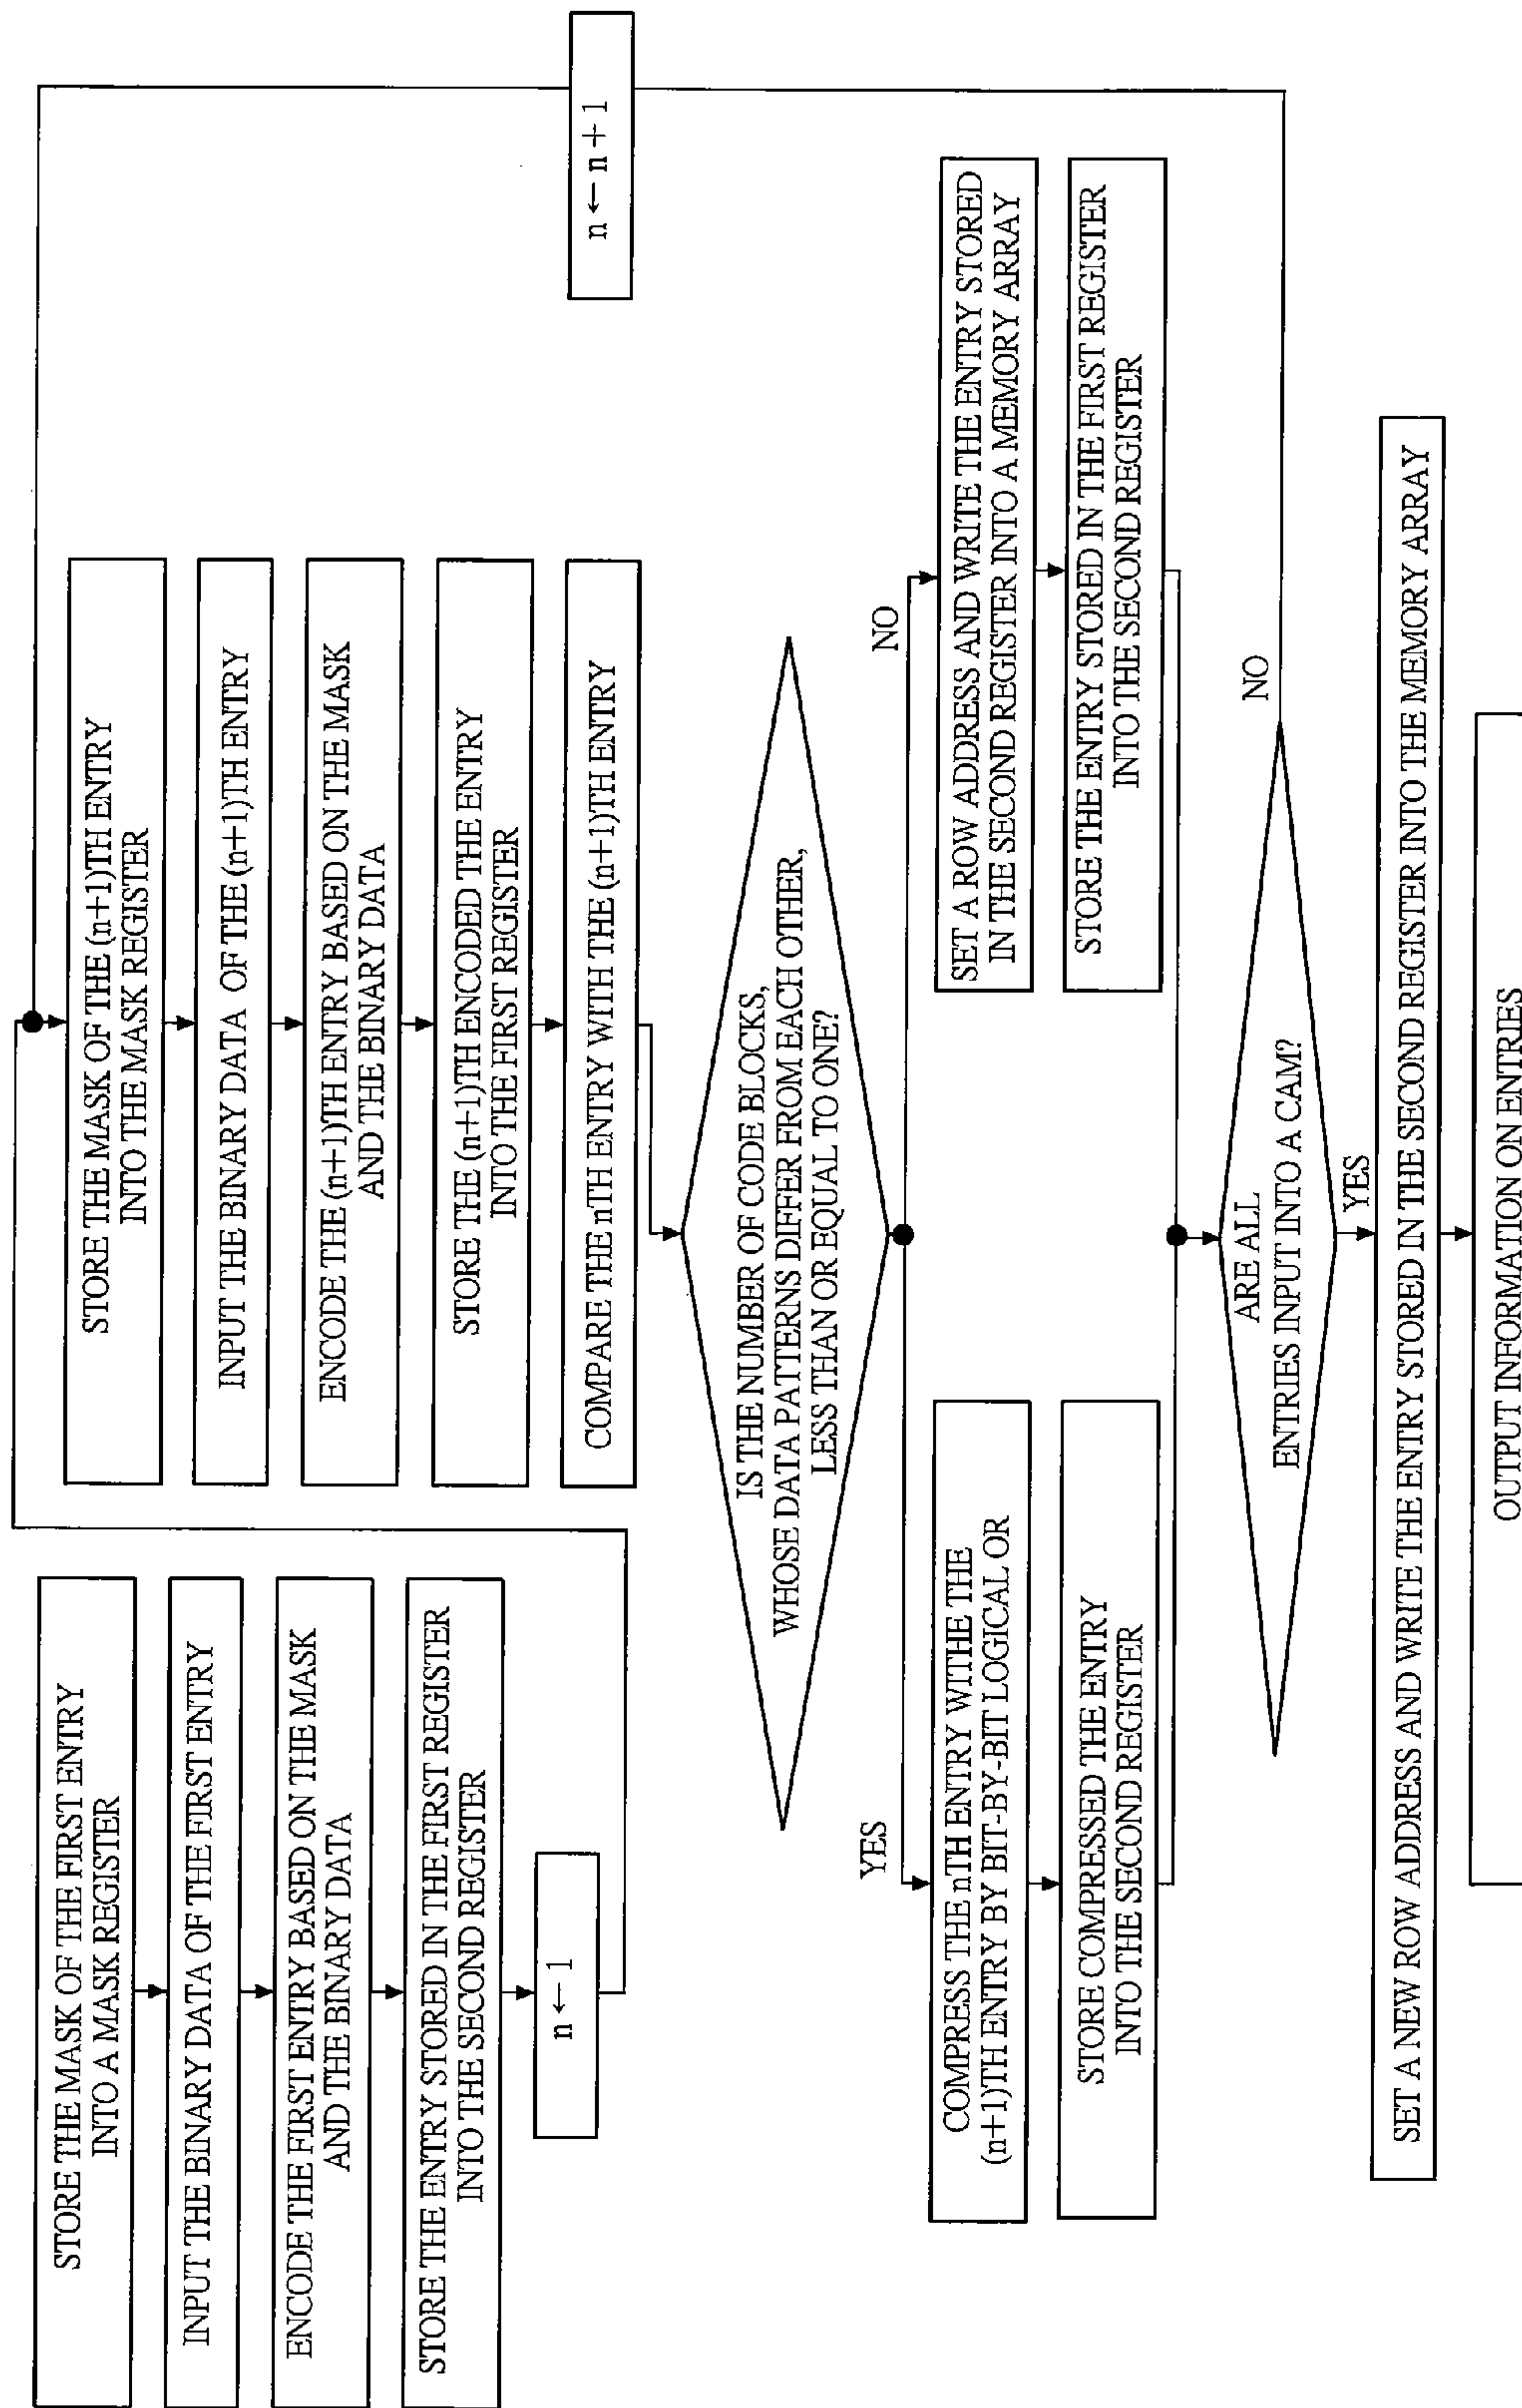 STORE THE MASK OF THE FIRST ENTRY
INTO A MASK REGISTER
INPUT THE BINARY DATA OF THE FIRST ENTRY
ENCODE THE FIRST ENTRY BASED ON THE MASK
AND THE BINARY DATA
STORE THE ENTRY STORED IN THE FIRST REGISTER
INTO THE SECOND REGISTER
n ← 1
STORE THE MASK OF THE (n+1)TH ENTRY
INTO THE MASK REGISTER
INPUT THE BINARY DATA OF THE (n+1)TH ENTRY
ENCODE THE (n+1)TH ENTRY BASED ON THE MASK
AND THE BINARY DATA
STORE THE (n+1)TH ENCODED THE ENTRY
INTO THE FIRST REGISTER
COMPARE THE nTH ENTRY WITH THE (n+1)TH ENTRY
n ← n + 1
IS THE NUMBER OF CODE BLOCKS,
WHOSE DATA PATTERNS DIFFER FROM EACH OTHER,
LESS THAN OR EQUAL TO ONE?
YES
NO
COMPRESS THE nTH ENTRY WITHE THE
(n+1)TH ENTRY BY BIT-BY-BIT LOGICAL OR
STORE COMPRESSED THE ENTRY
INTO THE SECOND REGISTER
SET A ROW ADDRESS AND WRITE THE ENTRY STORED
IN THE SECOND REGISTER INTO A MEMORY ARRAY
STORE THE ENTRY STORED IN THE FIRST REGISTER
INTO THE SECOND REGISTER
ARE ALL
ENTRIES INPUT INTO A CAM?
NO
YES
SET A NEW ROW ADDRESS AND WRITE THE ENTRY STORED IN THE SECOND REGISTER INTO THE MEMORY ARRAY
OUTPUT INFORMATION ON ENTRIES